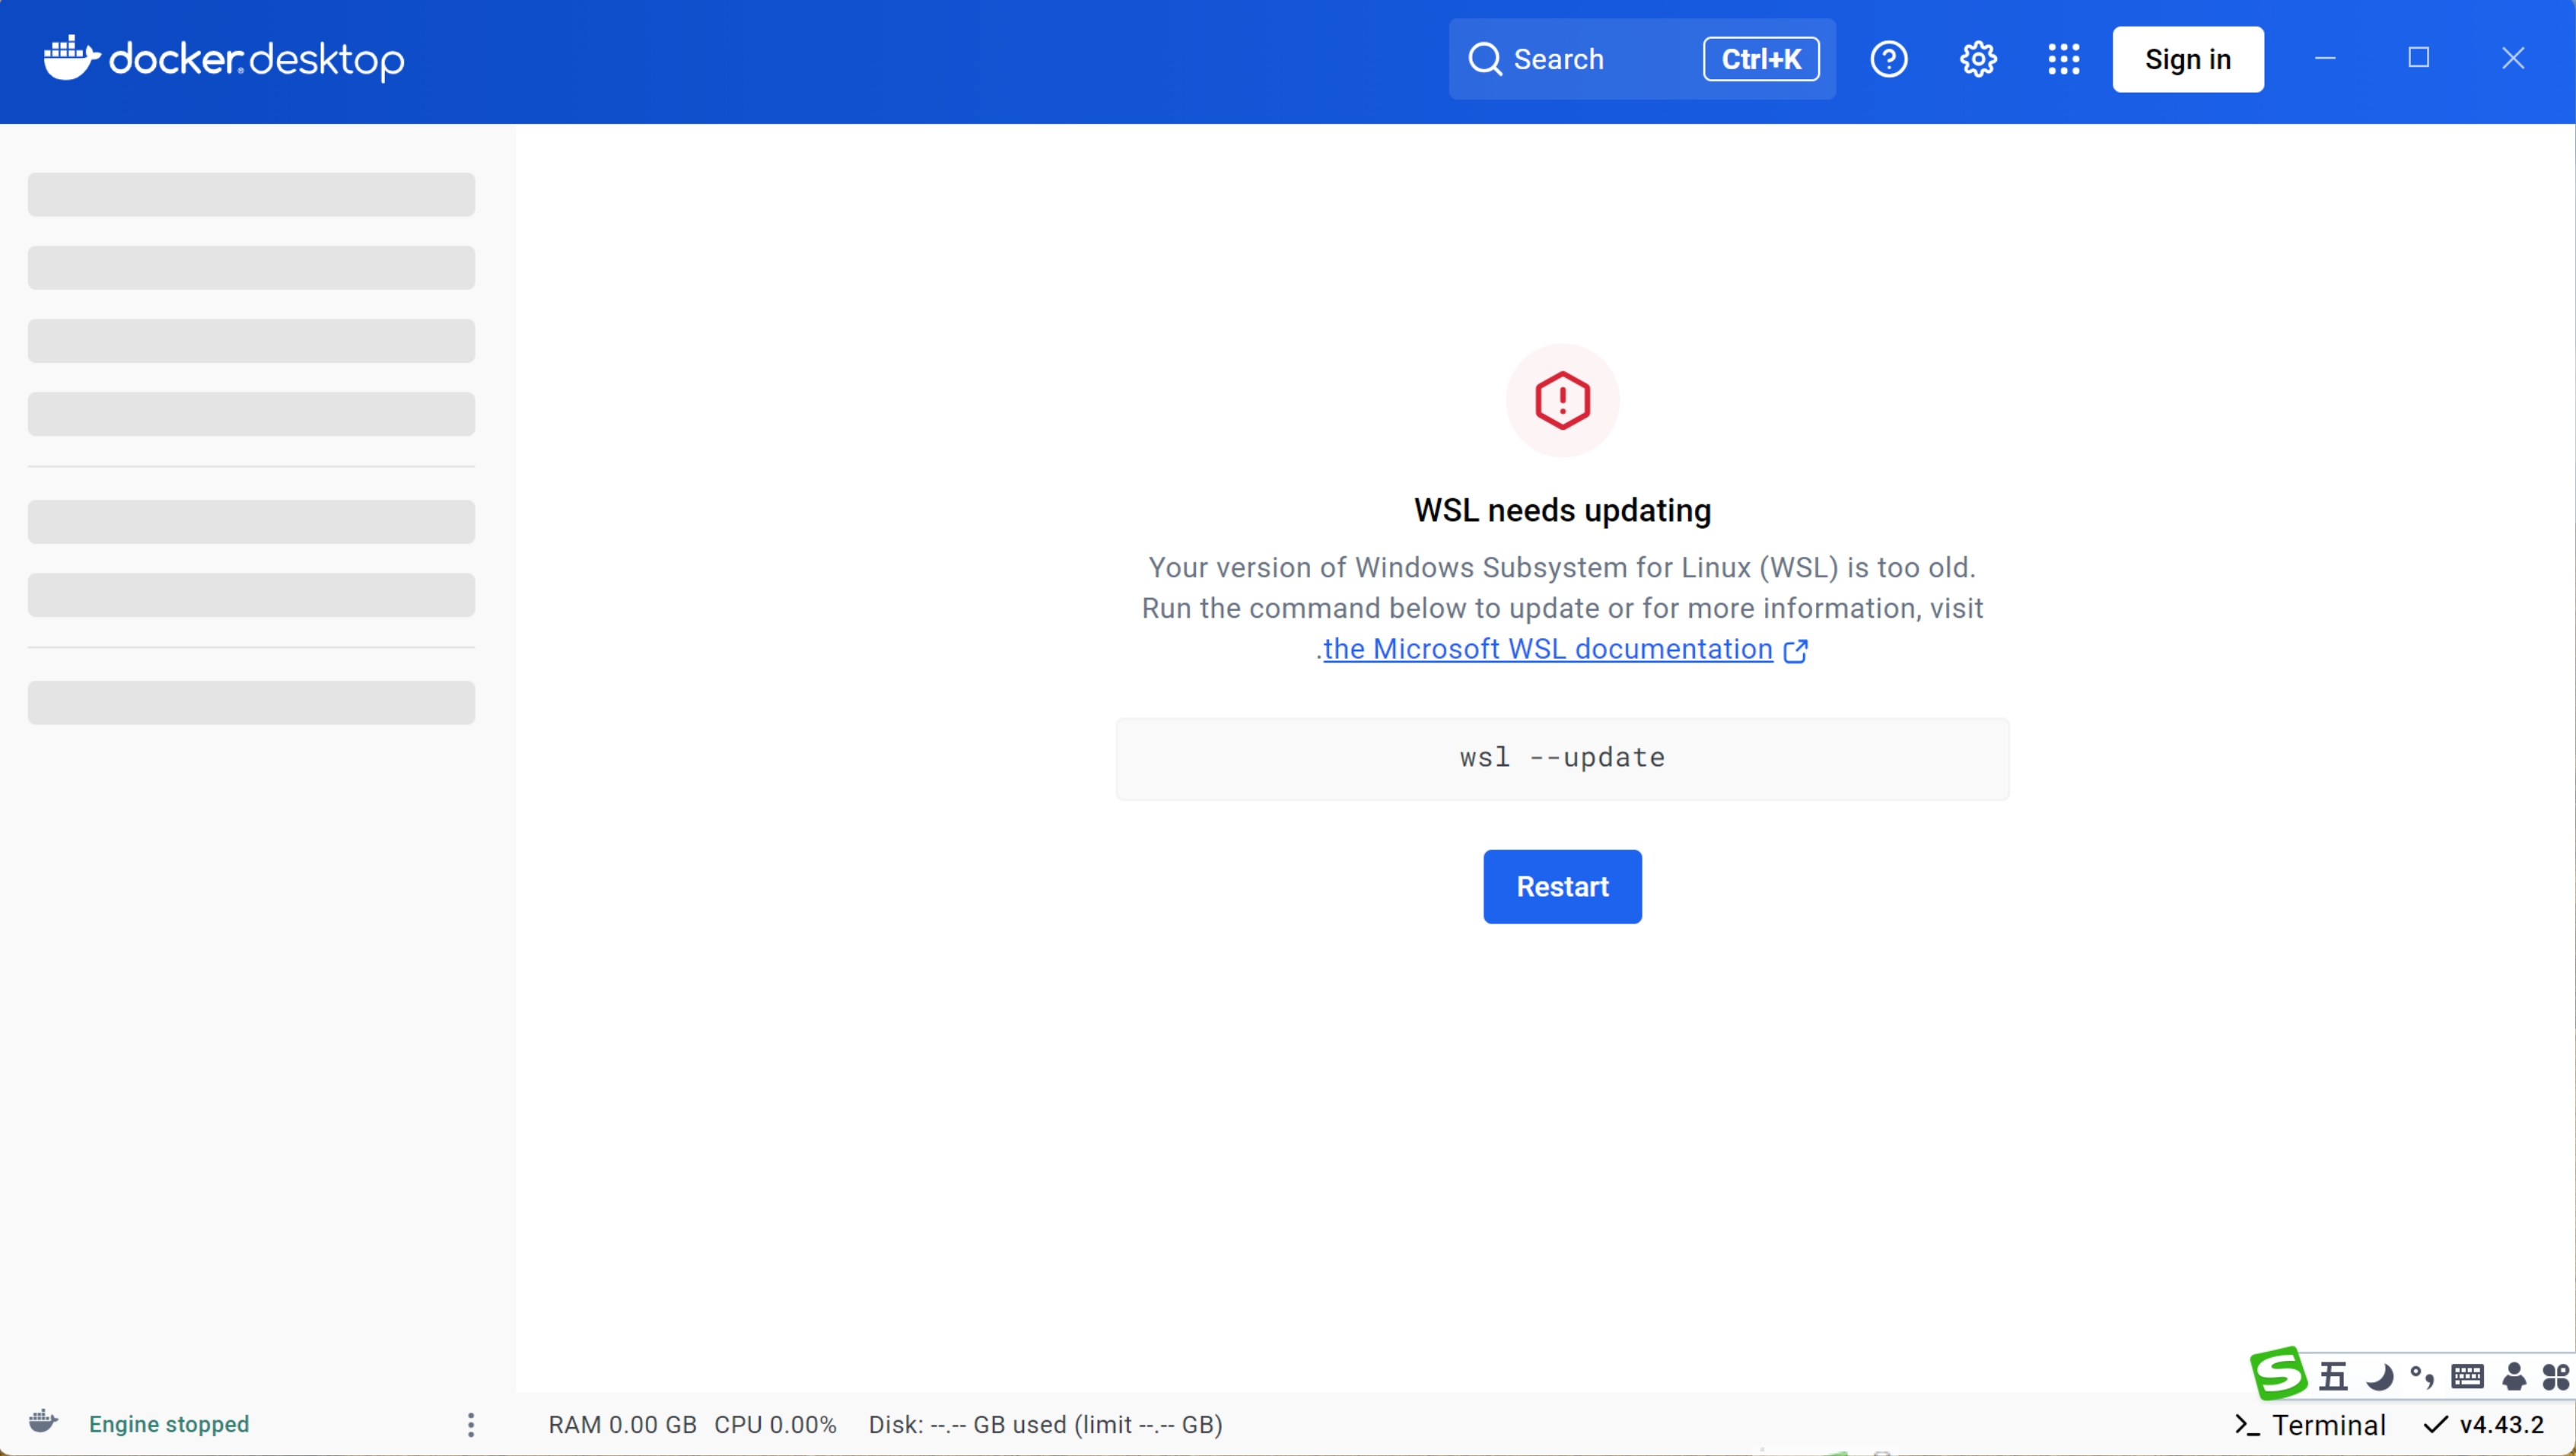 docker desktop
Search
Ctrl+K
Sign in
WSL needs updating
Your version of Windows Subsystem for Linux (WSL) is too old.
Run the command below to update or for more information, visit
.the Microsoft WSL documentation
wsl --update
Restart
五
Engine stopped
RAM 0.00 GB CPU 0.00% Disk: --.-- GB used (limit --.-- GB)
Terminal
v4.43.2